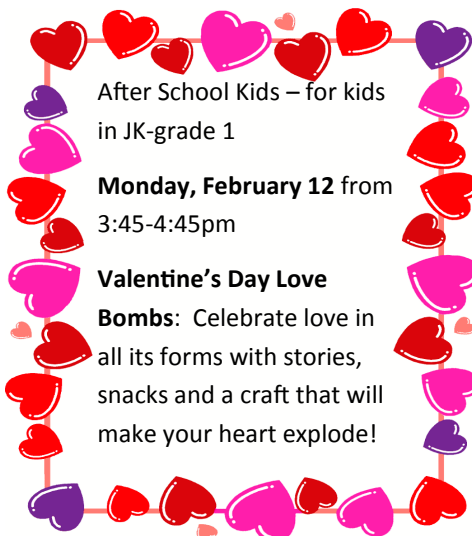 After School Kids – for kids
in JK-grade 1
Monday, February 12 from
3:45-4:45pm
Valentine's Day Love
Bombs:  Celebrate love in
all its forms with stories,
snacks and a craft that will
make your heart explode!